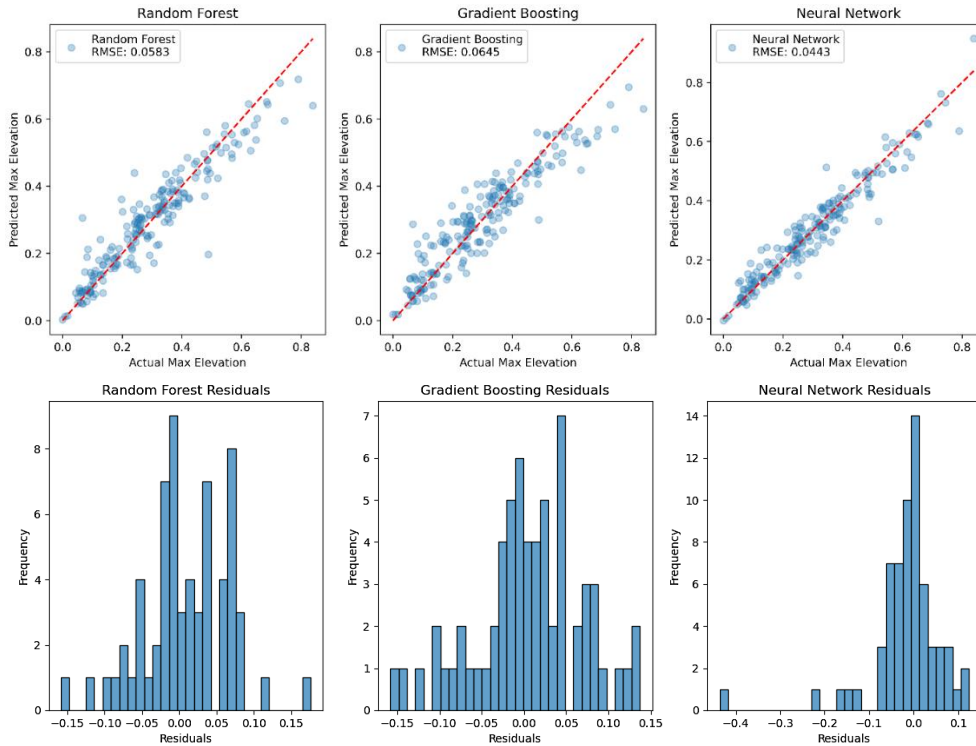 Random Forest
Random Forest
RMSE: 0.0583
0.8
0.6
0.4
0.2
0.0
Predicted Max Elevation
0.0 0.2 0.4 0.6 0.8
Actual Max Elevation
Gradient Boosting
Gradient Boosting
RMSE: 0.0645
0.8
0.6
0.4
0.2
0.0
Predicted Max Elevation
0.0 0.2 0.4 0.6 0.8
Actual Max Elevation
Neural Network
Neural Network
RMSE: 0.0443
0.8
0.6
0.4
0.2
0.0
Predicted Max Elevation
0.0 0.2 0.4 0.6 0.8
Actual Max Elevation
Random Forest Residuals
8
6
4
2
0
Frequency
−0.15 −0.10 −0.05 0.00 0.05 0.10 0.15
Residuals
Gradient Boosting Residuals
7
6
5
4
3
2
1
0
Frequency
−0.15 −0.10 −0.05 0.00 0.05 0.10 0.15
Residuals
Neural Network Residuals
14
12
10
8
6
4
2
0
Frequency
−0.4 −0.3 −0.2 −0.1 0.0 0.1
Residuals